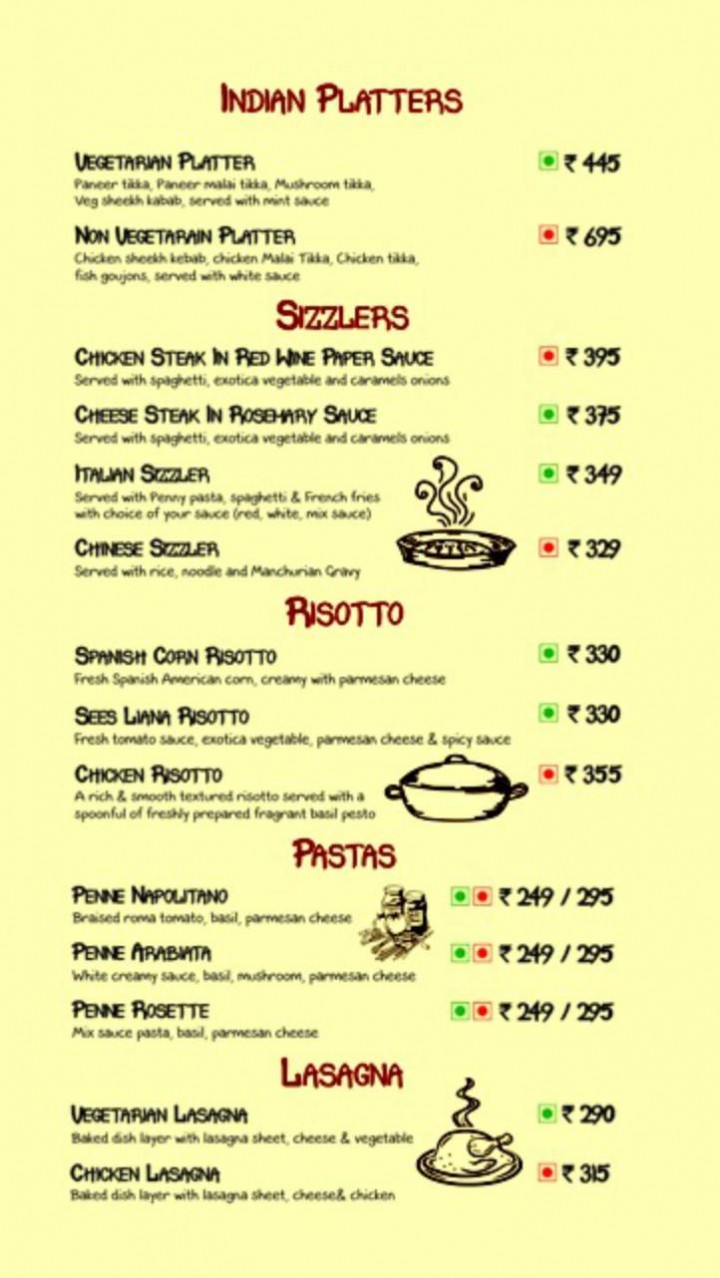 INDIAN PLATTERS
VEGETARIAN PLATTER ₹ 445
Paneer tikka, Paneer malai tikka, Mushroom tikka,
Veg sheekh kabab, served with mint sauce
NON VEGETARAIN PLATTER ₹ 695
Chicken sheekh kebab, chicken Malai Tikka, Chicken tikka,
fish goujons, served with white sauce
SIZZLERS
CHICKEN STEAK IN RED WINE PAPER SAUCE ₹ 395
Served with spaghetti, exotica vegetable and caramels onions
CHEESE STEAK IN ROSEMARY SAUCE ₹ 375
Served with spaghetti, exotica vegetable and caramels onions
ITALIAN SIZZLER ₹ 349
Served with Penny pasta, spaghetti & French fries
with choice of your sauce (red, white, mix sauce)
CHINESE SIZZLER ₹ 329
Served with rice, noodle and Manchurian Gravy
RISOTTO
SPANISH CORN RISOTTO ₹ 330
Fresh Spanish American corn, creamy with parmesan cheese
SEES LIANA RISOTTO ₹ 330
Fresh tomato sauce, exotica vegetable, parmesan cheese & spicy sauce
CHICKEN RISOTTO ₹ 355
A rich & smooth textured risotto served with a
spoonful of freshly prepared fragrant basil pesto
PASTAS
PENNE NAPOLITANO ₹ 249 / 295
Braised roma tomato, basil, parmesan cheese
PENNE ARABIATA ₹ 249 / 295
White creamy sauce, basil, mushroom, parmesan cheese
PENNE ROSETTE ₹ 249 / 295
Mix sauce pasta, basil, parmesan cheese
LASAGNA
VEGETARIAN LASAGNA ₹ 290
Baked dish layer with lasagna sheet, cheese & vegetable
CHICKEN LASAGNA ₹ 315
Baked dish layer with lasagna sheet, cheese& chicken